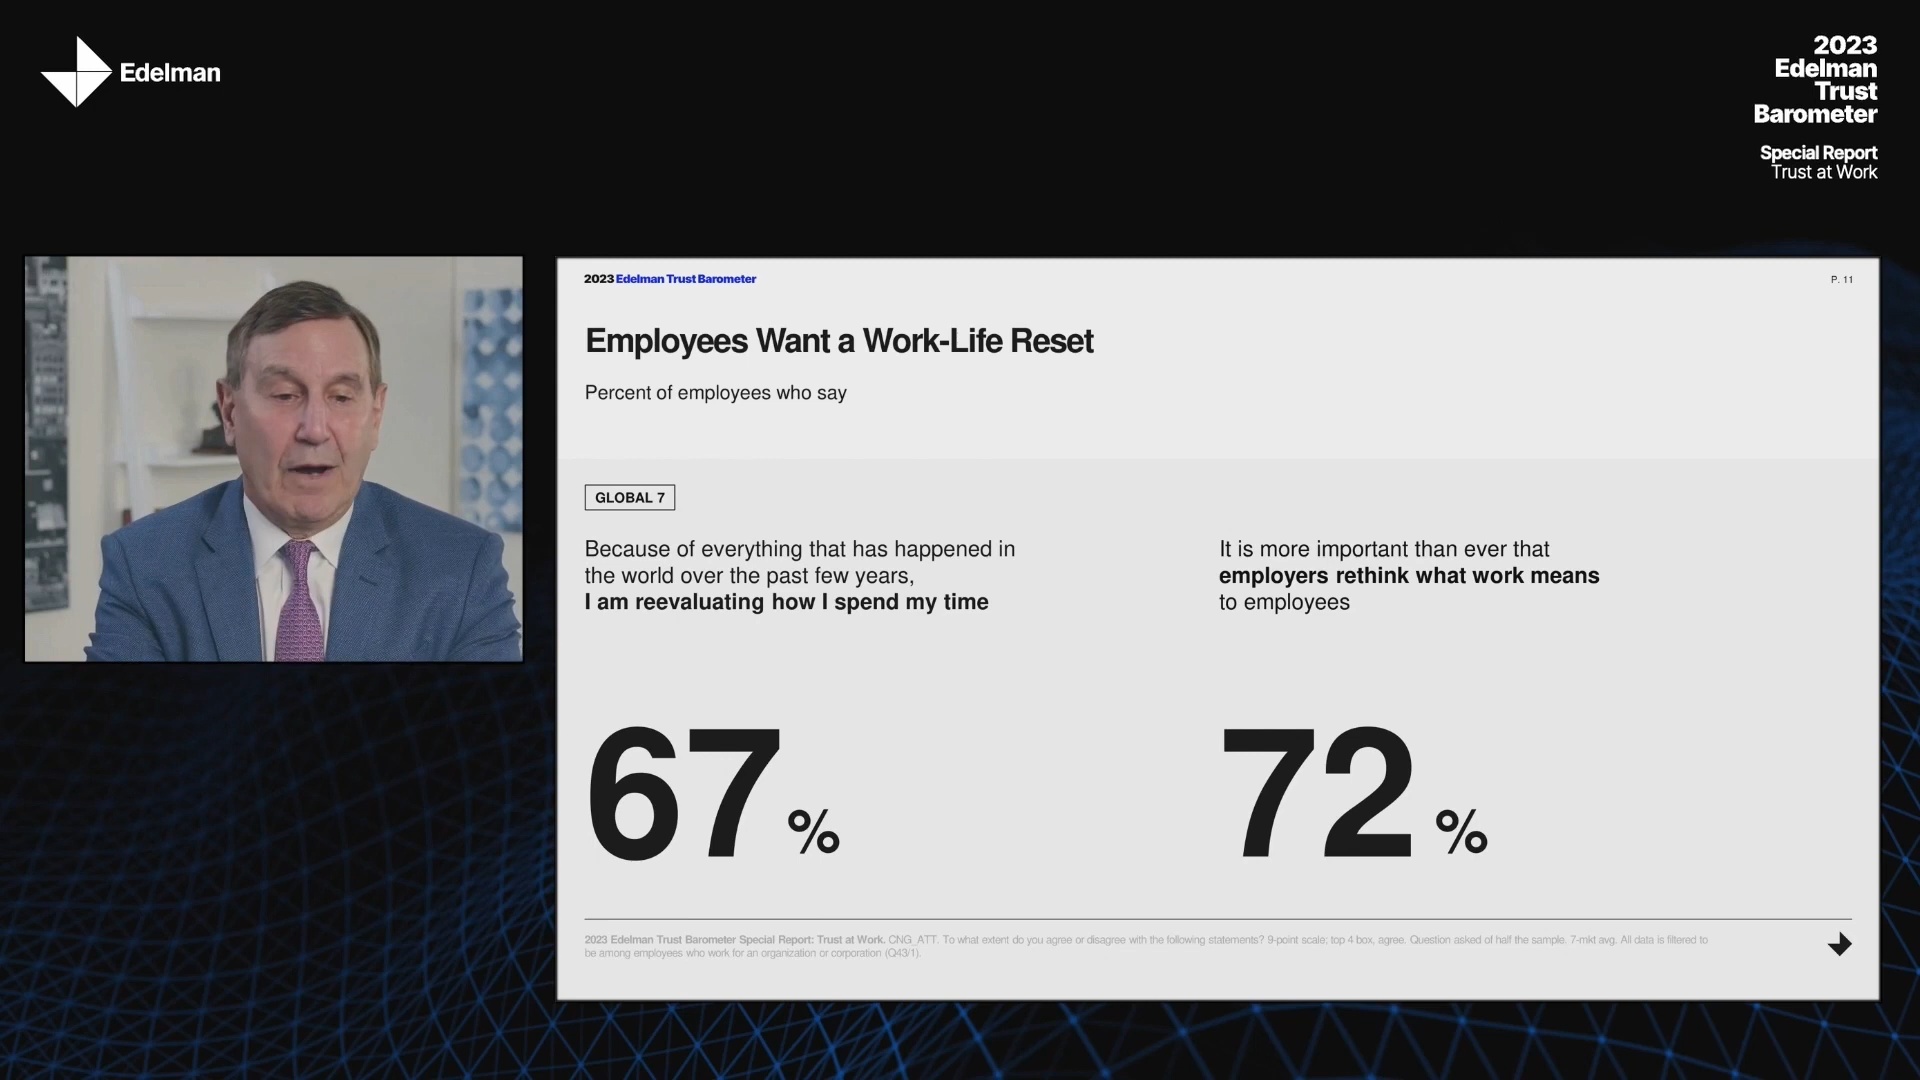 Edelman
2023
Edelman
Trust
Barometer
Special Report
Trust at Work
2023 Edelman Trust Barometer
P. 11
Employees Want a Work-Life Reset
Percent of employees who say
GLOBAL 7
Because of everything that has happened in
the world over the past few years,
I am reevaluating how I spend my time
67%
It is more important than ever that
employers rethink what work means
to employees
72%
2023 Edelman Trust Barometer Special Report: Trust at Work. CNG_ATT. To what extent do you agree or disagree with the following statements? 9-point scale; top 4 box, agree. Question asked of half the sample. 7-mkt avg. All data is filtered to
be among employees who work for an organization or corporation (Q43/1).